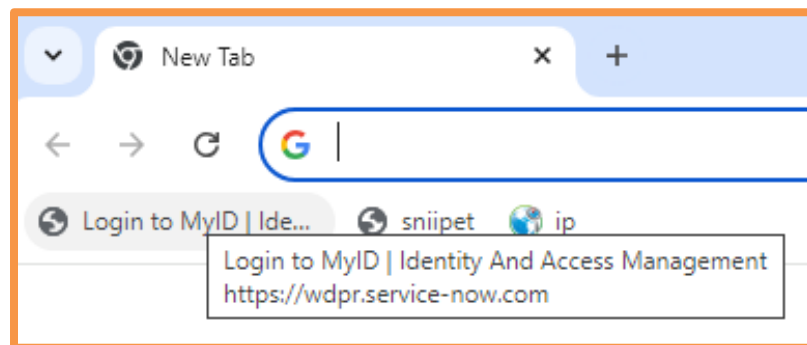 New Tab
Login to MyID | Ide... sniipet ip
Login to MyID | Identity And Access Management
https://wdpr.service-now.com